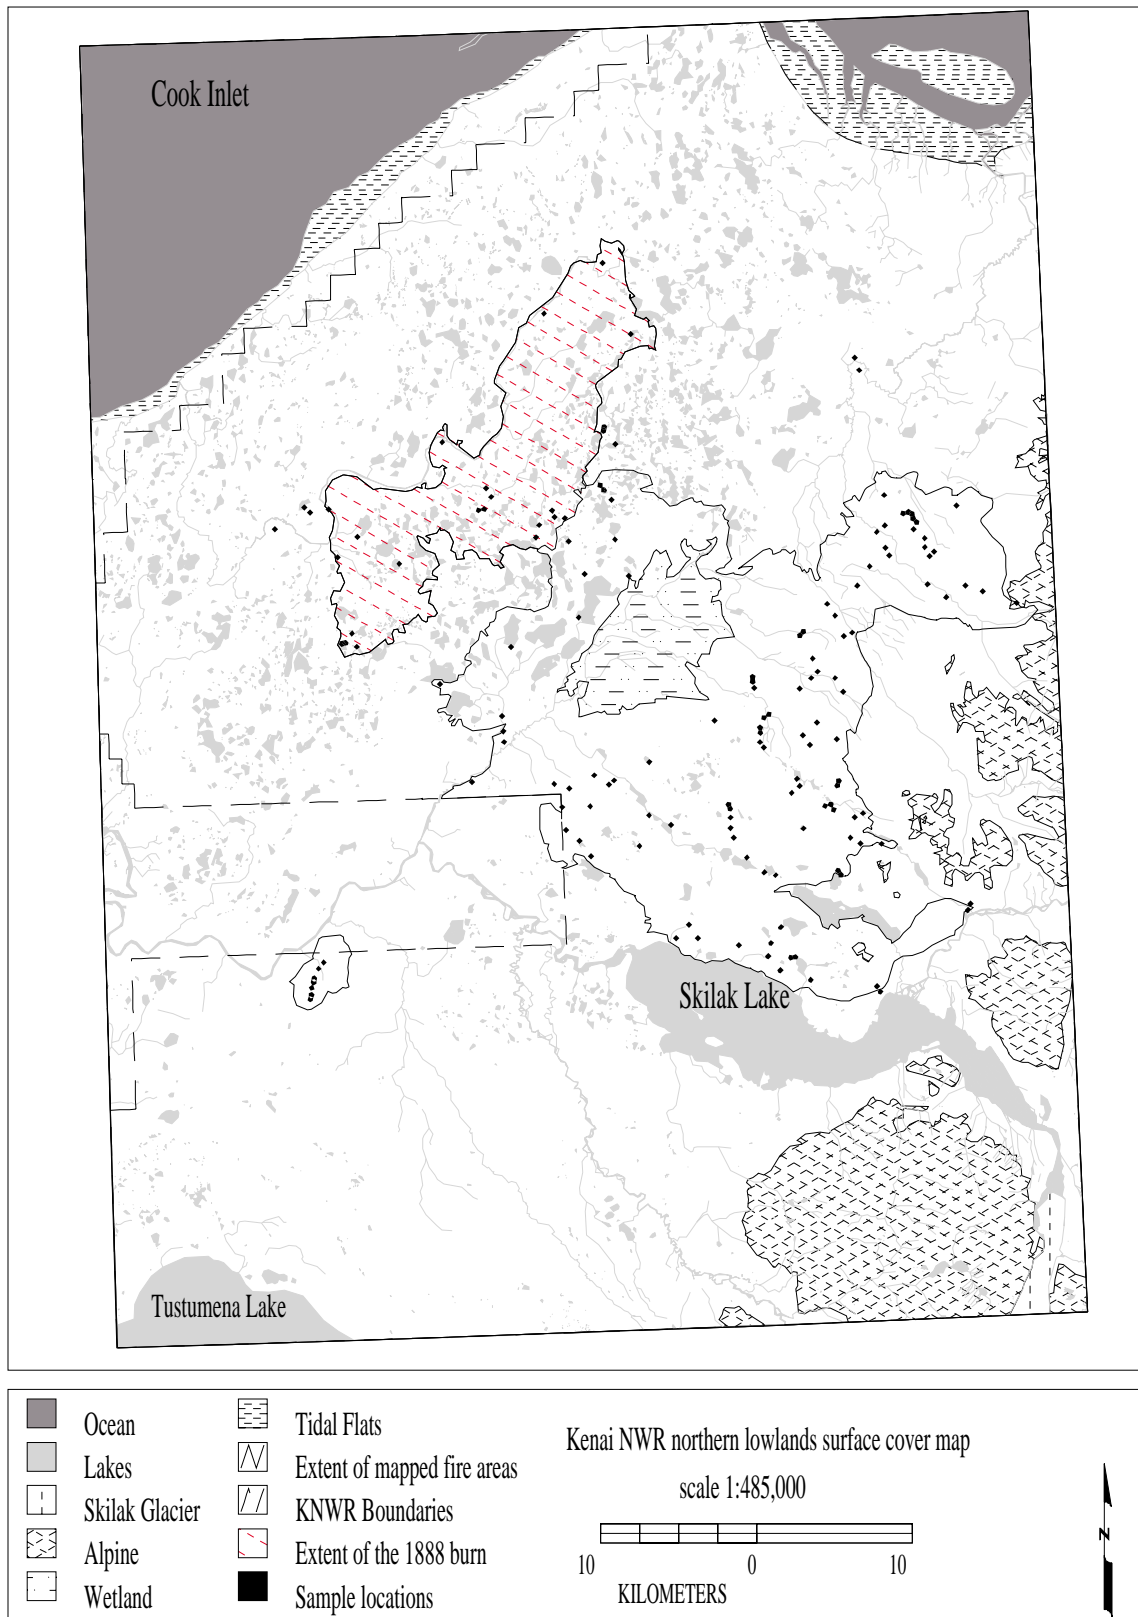 Cook Inlet
Skilak Lake
Tustumena Lake
Ocean
Lakes
Skilak Glacier
Alpine
Wetland
Tidal Flats
Extent of mapped fire areas
KNWR Boundaries
Extent of the 1888 burn
Sample locations
Kenai NWR northern lowlands surface cover map
scale 1:485,000
10 0 10
KILOMETERS
N